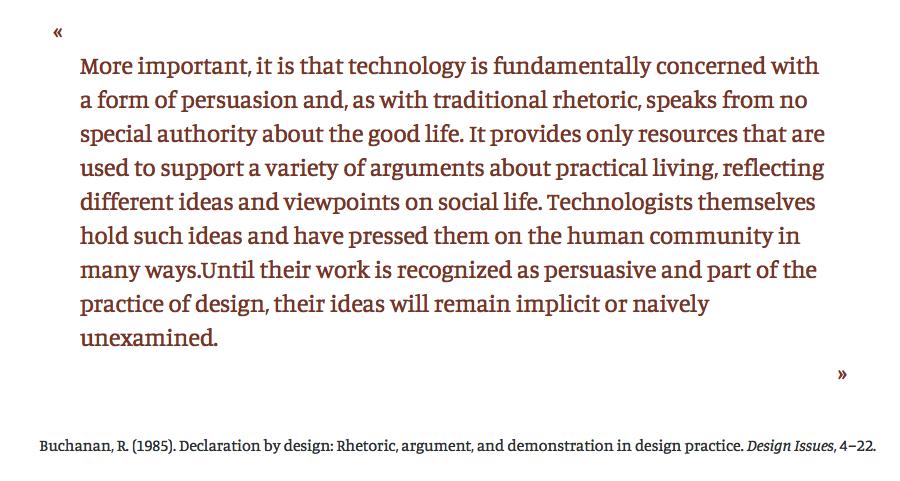 «
More important, it is that technology is fundamentally concerned with
a form of persuasion and, as with traditional rhetoric, speaks from no
special authority about the good life. It provides only resources that are
used to support a variety of arguments about practical living, reflecting
different ideas and viewpoints on social life. Technologists themselves
hold such ideas and have pressed them on the human community in
many ways.Until their work is recognized as persuasive and part of the
practice of design, their ideas will remain implicit or naively
unexamined.
»
Buchanan, R. (1985). Declaration by design: Rhetoric, argument, and demonstration in design practice. Design Issues, 4–22.